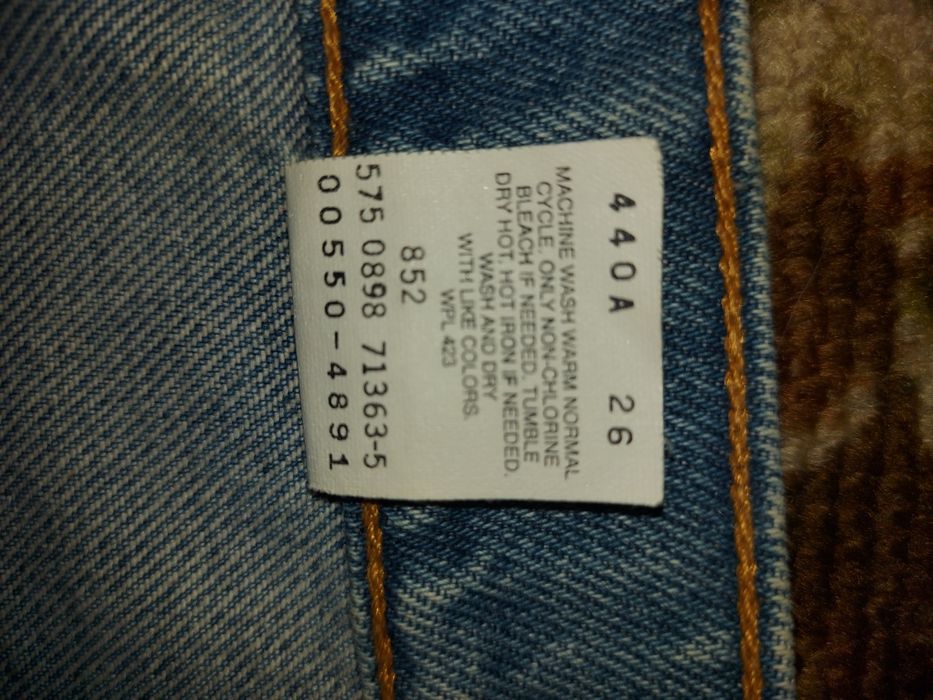 440A 26
MACHINE WASH WARM NORMAL
CYCLE. ONLY NON-CHLORINE
BLEACH IF NEEDED, TUMBLE
DRY HOT, HOT IRON IF NEEDED.
WASH AND DRY
WITH LIKE COLORS.
WPL 423
852
575 0898 71363-5
00550-4891